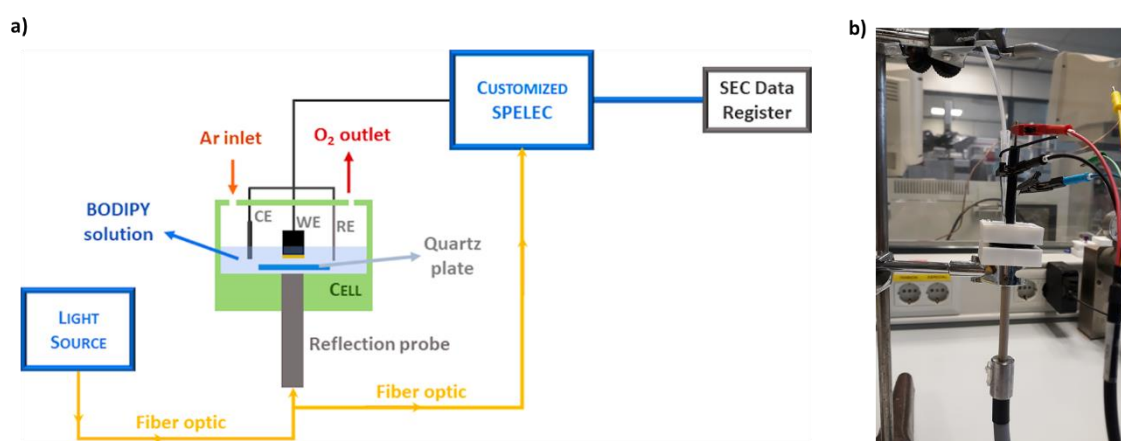 a)
b)
CUSTOMIZED
SPELEC
SEC Data
Register
Ar inlet
O₂ outlet
CE
WE
RE
BODIPY
solution
Quartz
plate
CELL
LIGHT
SOURCE
Reflection probe
Fiber optic
Fiber optic